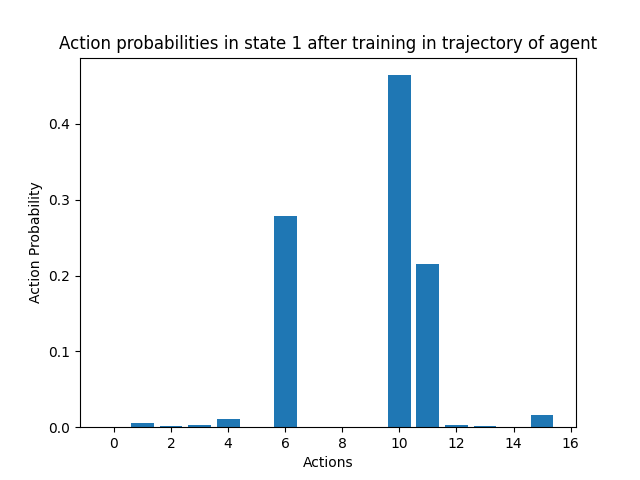 Action probabilities in state 1 after training in trajectory of agent
0.4
0.3
0.2
0.1
0.0
Action Probability
0 2 4 6 8 10 12 14 16
Actions